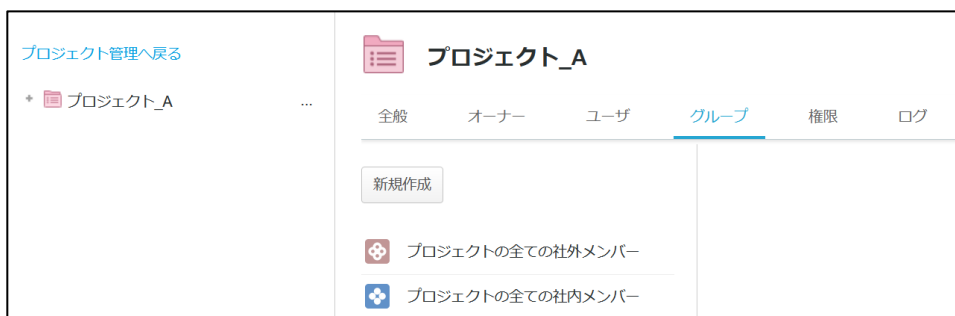 プロジェクト管理へ戻る
プロジェクト_A
...
プロジェクト_A
全般 オーナー ユーザ グループ 権限 ログ
新規作成
プロジェクトの全ての社外メンバー
プロジェクトの全ての社内メンバー